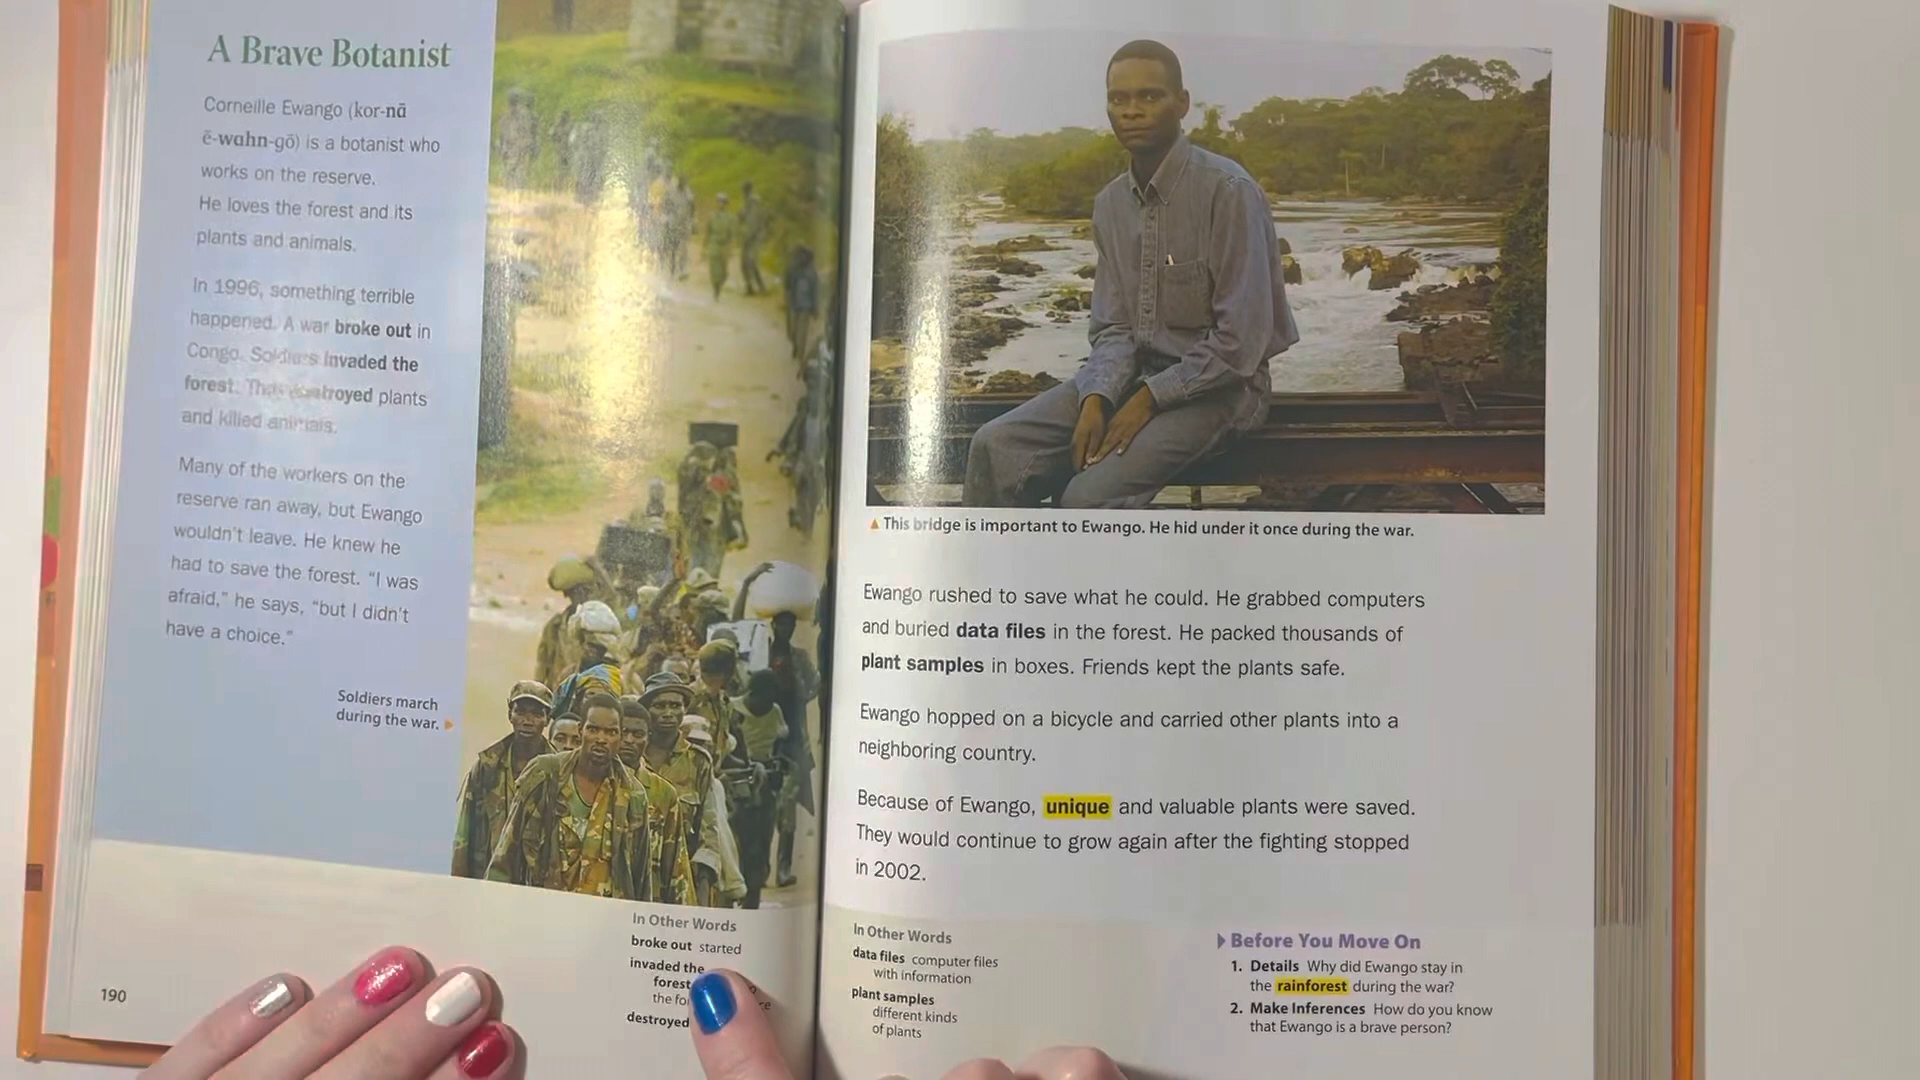 A Brave Botanist
Corneille Ewango (kor-nā
ē-wahn-gō) is a botanist who
works on the reserve.
He loves the forest and its
plants and animals.
In 1996, something terrible
happened. A war broke out in
Congo. Soldiers invaded the
forest. They destroyed plants
and killed animals.
Many of the workers on the
reserve ran away, but Ewango
wouldn't leave. He knew he
had to save the forest. "I was
afraid," he says, "but I didn't
have a choice."
Soldiers march
during the war.
In Other Words
broke out started
invaded the
forest
the
destroyed
190
This bridge is important to Ewango. He hid under it once during the war.
Ewango rushed to save what he could. He grabbed computers
and buried data files in the forest. He packed thousands of
plant samples in boxes. Friends kept the plants safe.
Ewango hopped on a bicycle and carried other plants into a
neighboring country.
Because of Ewango, unique and valuable plants were saved.
They would continue to grow again after the fighting stopped
in 2002.
In Other Words
data files computer files
with information
plant samples
different kinds
of plants
Before You Move On
1. Details Why did Ewango stay in
the rainforest during the war?
2. Make Inferences How do you know
that Ewango is a brave person?